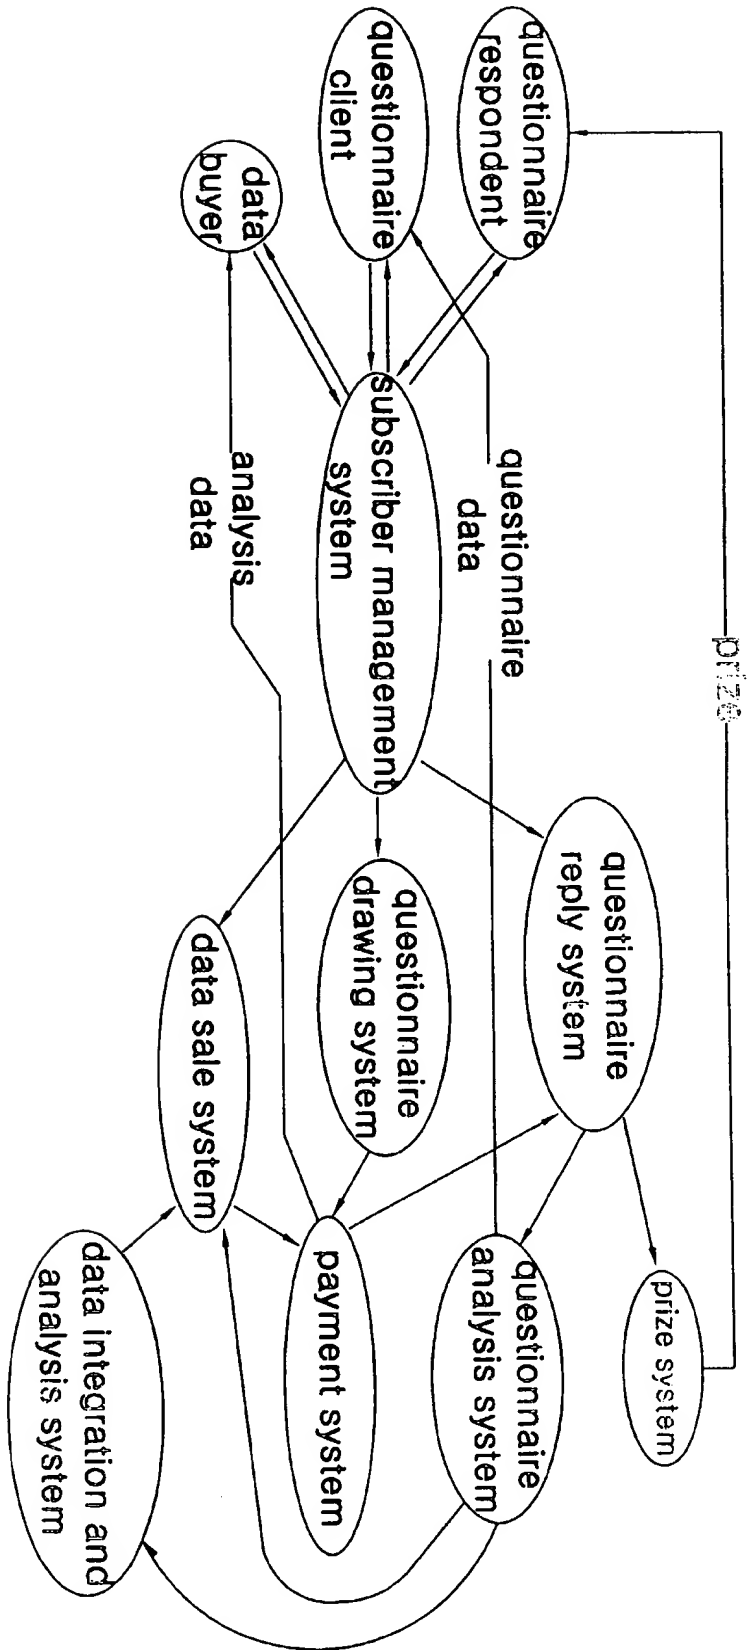 prize
questionnaire
respondent
questionnaire
client
data
buyer
questionnaire
data
subscriber management
system
analysis
data
questionnaire
reply system
questionnaire
drawing system
data sale system
prize system
questionnaire
analysis system
payment system
data integration and
analysis system